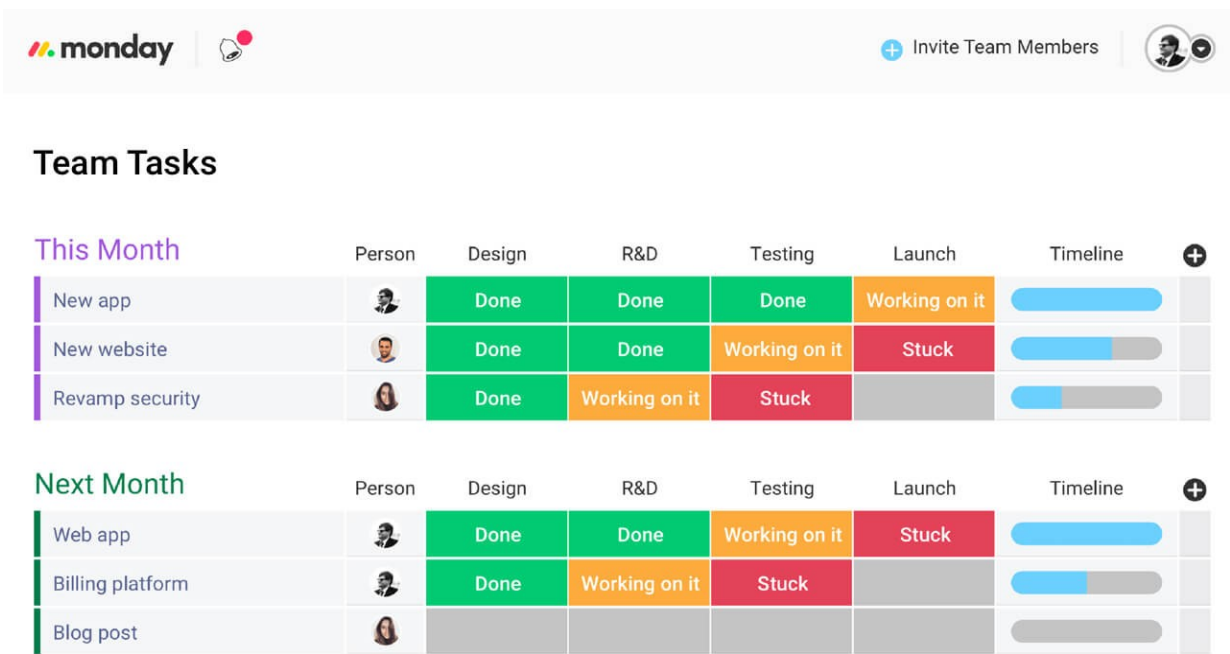 monday Invite Team Members
Team Tasks
This Month Person Design R&D Testing Launch Timeline
New app Done Done Done Working on it
New website Done Done Working on it Stuck
Revamp security Done Working on it Stuck
Next Month Person Design R&D Testing Launch Timeline
Web app Done Done Working on it Stuck
Billing platform Done Working on it Stuck
Blog post